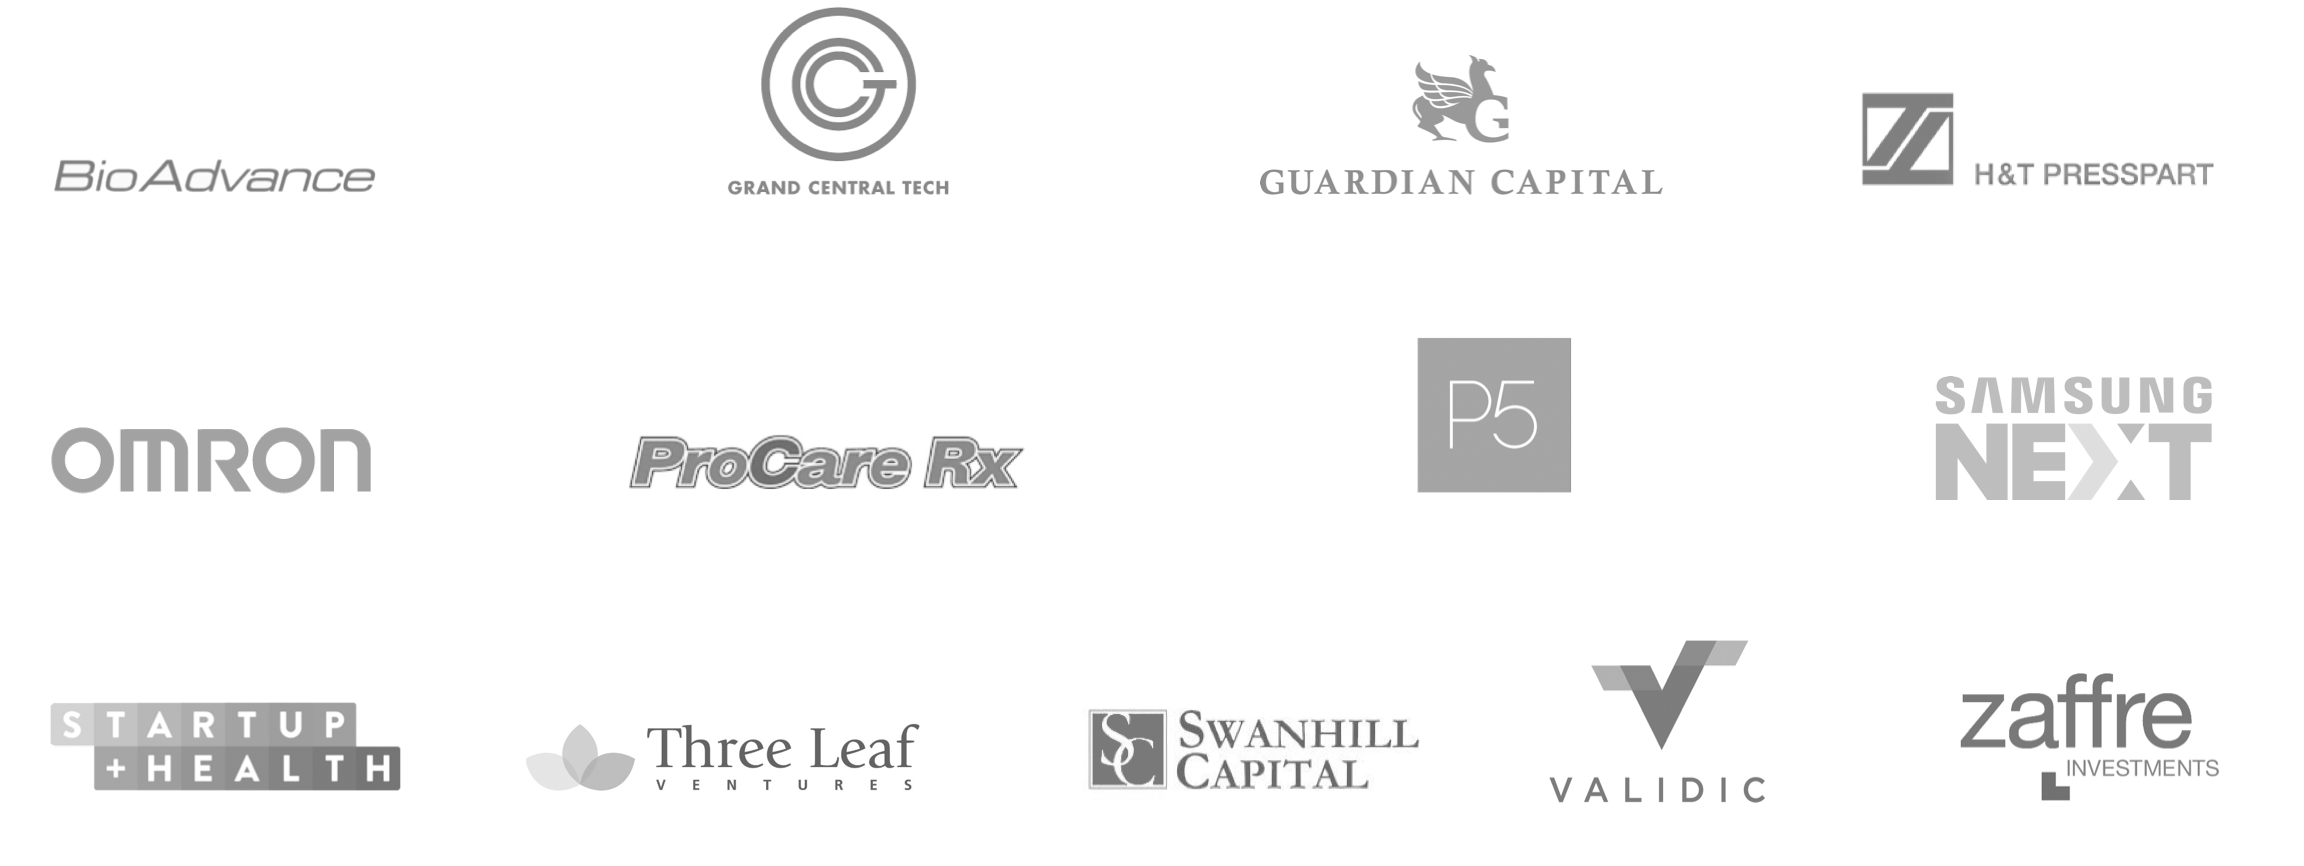 BioAdvance
GRAND CENTRAL TECH
G
GUARDIAN CAPITAL
H&T PRESSPART
OMRON
ProCare Rx
P5
SAMSUNG
NEXT
STARTUP
+HEALTH
Three Leaf
VENTURES
SC
SWANHILL
CAPITAL
VALIDIC
zaffre
INVESTMENTS